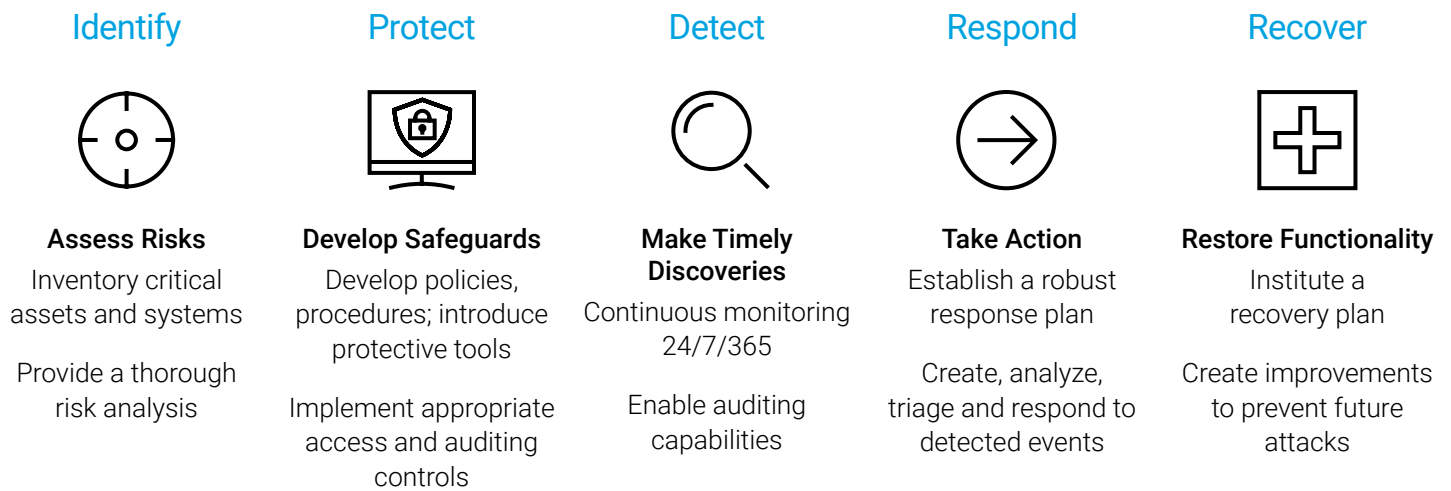 Identify
Assess Risks
Inventory critical
assets and systems
Provide a thorough
risk analysis
Protect
Develop Safeguards
Develop policies,
procedures; introduce
protective tools
Implement appropriate
access and auditing
controls
Detect
Make Timely
Discoveries
Continuous monitoring
24/7/365
Enable auditing
capabilities
Respond
Take Action
Establish a robust
response plan
Create, analyze,
triage and respond to
detected events
Recover
Restore Functionality
Institute a
recovery plan
Create improvements
to prevent future
attacks